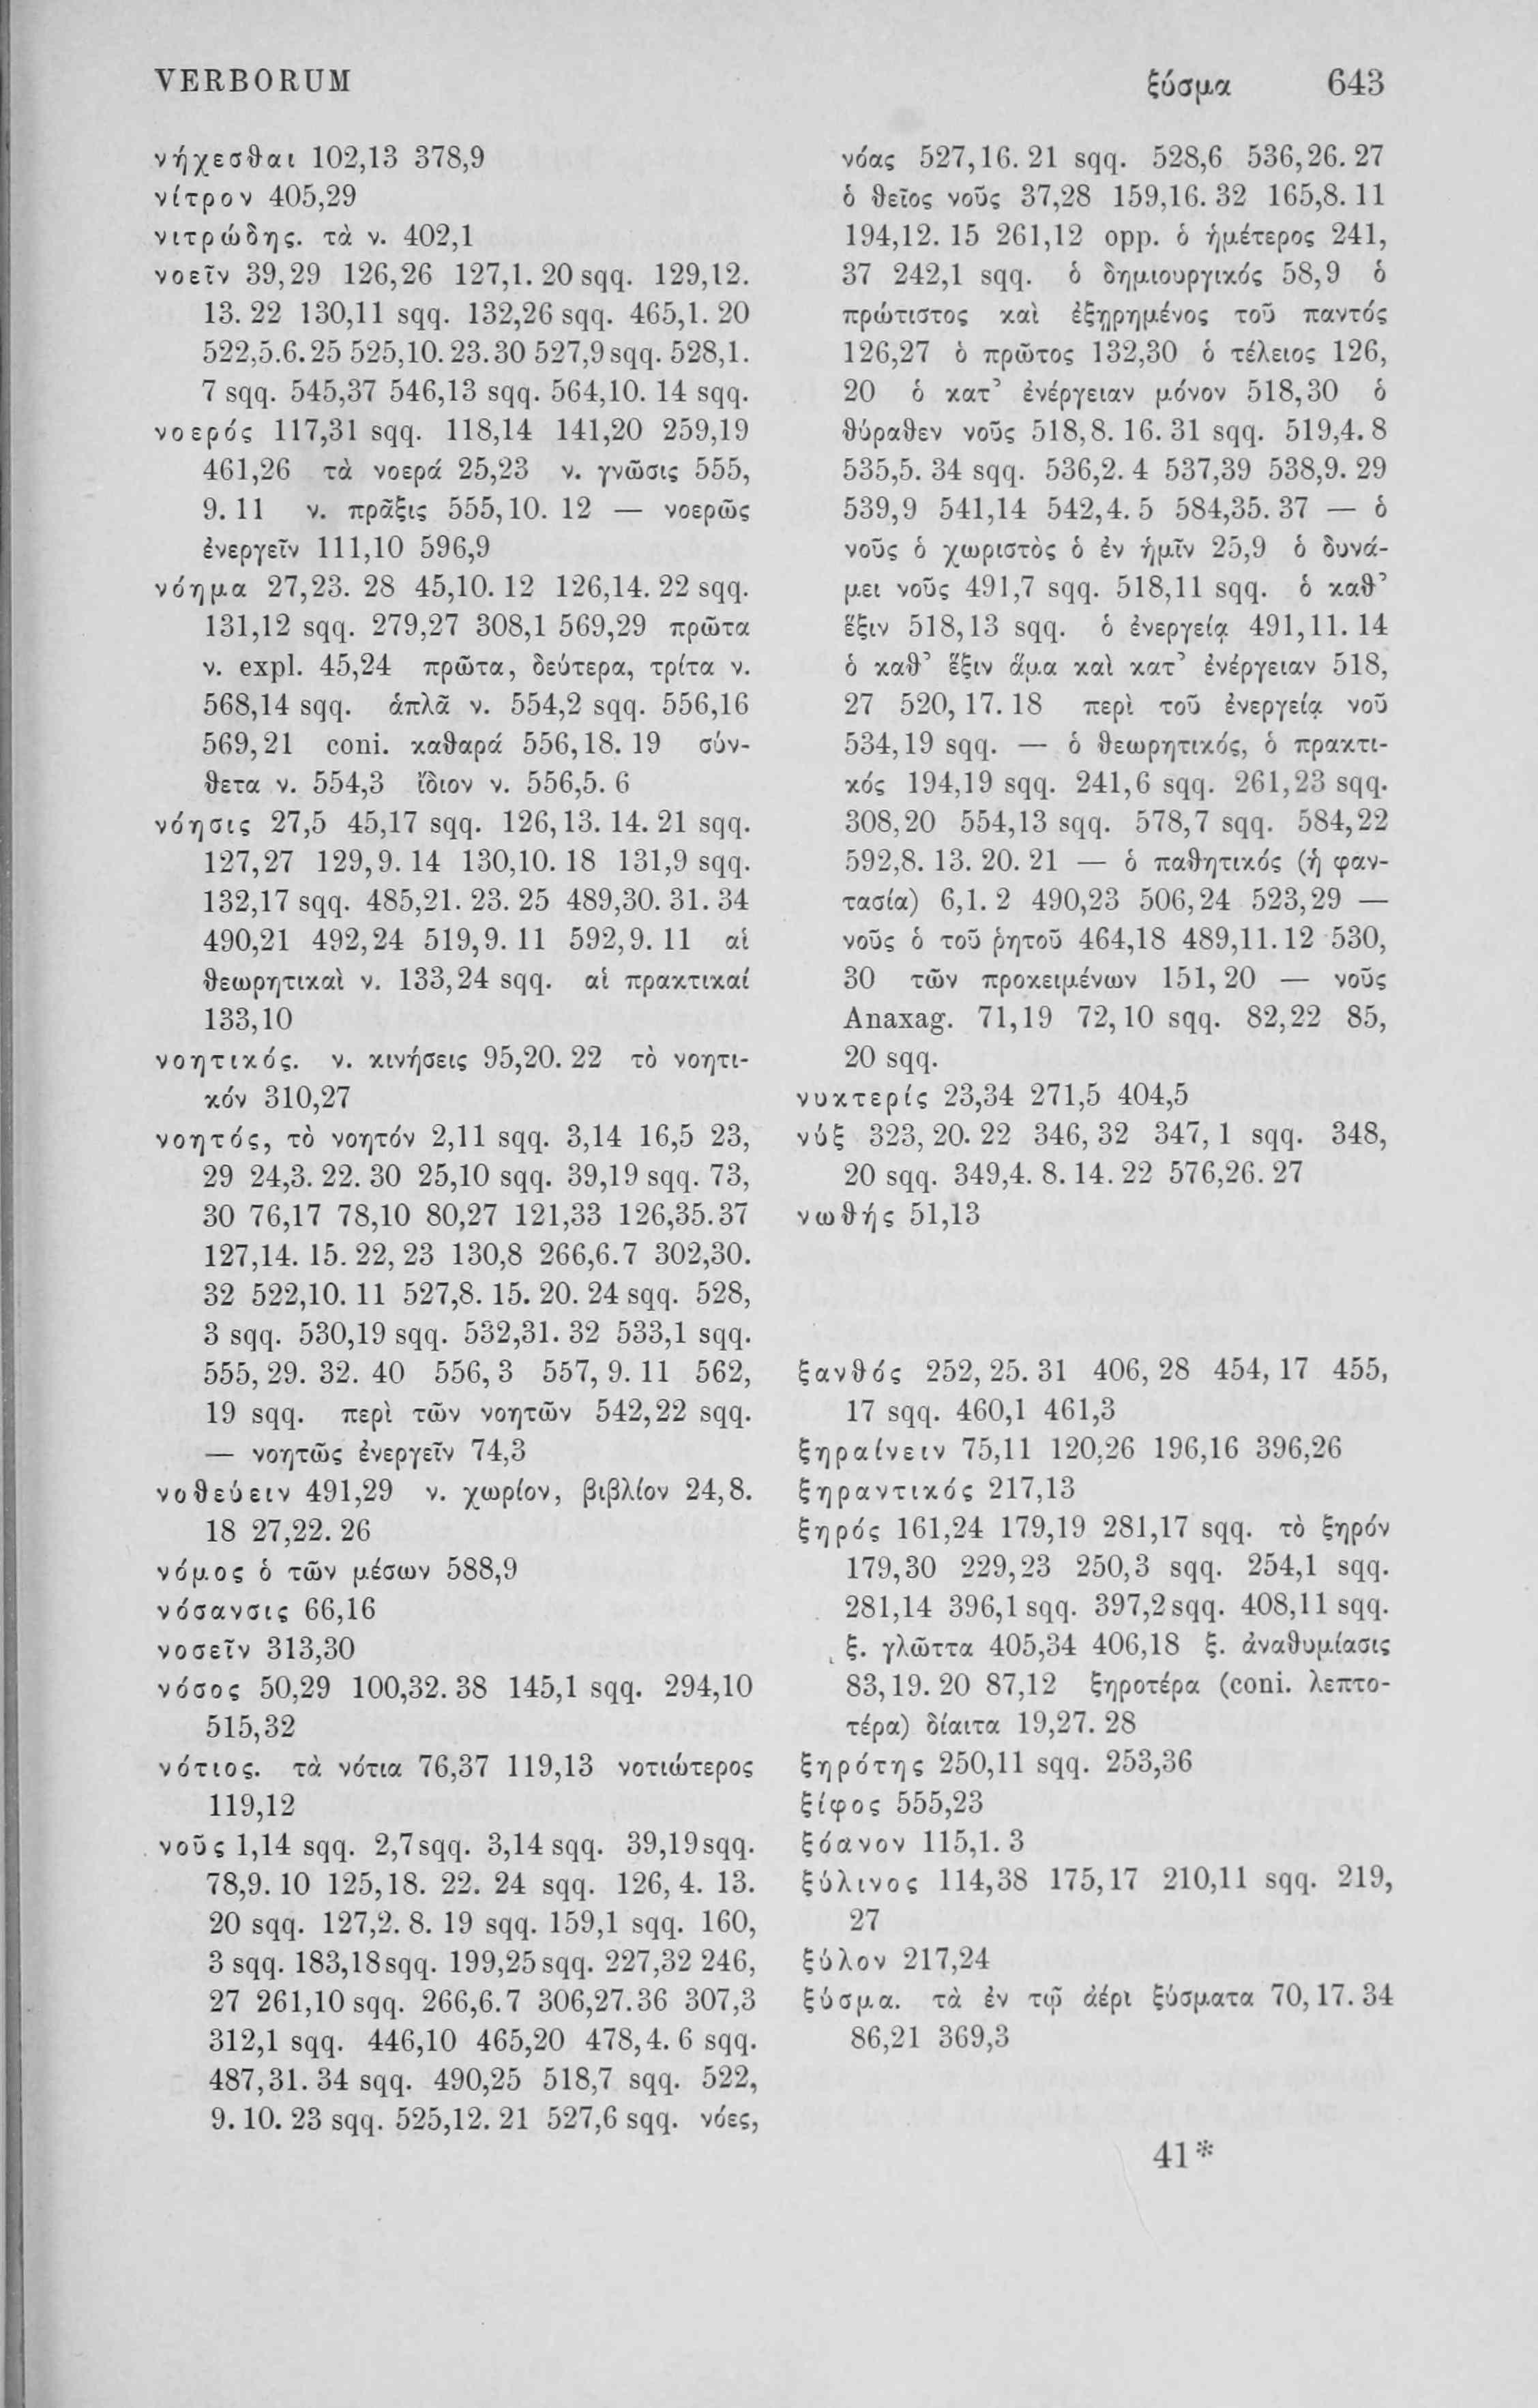 VERBORUM
ξύσμα 643
νήχεσϑαι 102,13 378,9
νίτρον 405,29
νιτρώδης. τὰ ν. 402,1
νοεῖν 39,29 126,26 127,1. 20 sqq. 129,12.
13. 22 130,11 sqq. 132,26 sqq. 465,1. 20
522,5.6.25 525,10. 23.30 527,9 sqq. 528,1.
7 sqq. 545,37 546,13 sqq. 564,10. 14 sqq.
νοερός 117,31 sqq. 118,14 141,20 259,19
461,26 τὰ νοερά 25,23 ν. γνῶσις 555,
9. 11 ν. πρᾶξις 555,10. 12 — νοερῶς
ἐνεργεῖν 111,10 596,9
νόημα 27,23. 28 45,10. 12 126,14. 22 sqq.
131,12 sqq. 279,27 308,1 569,29 πρῶτα
ν. expl. 45,24 πρῶτα, δεύτερα, τρίτα ν.
568,14 sqq. ἁπλᾶ ν. 554,2 sqq. 556,16
569,21 coni. καϑαρά 556,18. 19 σύν-
ϑετα ν. 554,3 ἴδιον ν. 556,5. 6
νόησις 27,5 45,17 sqq. 126,13. 14. 21 sqq.
127,27 129,9. 14 130,10. 18 131,9 sqq.
132,17 sqq. 485,21. 23. 25 489,30. 31. 34
490,21 492,24 519,9. 11 592,9. 11 αἱ
ϑεωρητικαὶ ν. 133,24 sqq. αἱ πρακτικαί
133,10
νοητικός. ν. κινήσεις 95,20. 22 τὸ νοητι-
κόν 310,27
νοητός, τὸ νοητόν 2,11 sqq. 3,14 16,5 23,
29 24,3. 22. 30 25,10 sqq. 39,19 sqq. 73,
30 76,17 78,10 80,27 121,33 126,35. 37
127,14. 15. 22, 23 130,8 266,6. 7 302,30.
32 522,10. 11 527,8. 15. 20. 24 sqq. 528,
3 sqq. 530,19 sqq. 532,31. 32 533,1 sqq.
555, 29. 32. 40 556, 3 557, 9. 11 562,
19 sqq. περὶ τῶν νοητῶν 542,22 sqq.
— νοητῶς ἐνεργεῖν 74,3
νοϑεύειν 491,29 ν. χωρίον, βιβλίον 24,8.
18 27,22. 26
νόμος ὁ τῶν μέσων 588,9
νόσανσις 66,16
νοσεῖν 313,30
νόσος 50,29 100,32. 38 145,1 sqq. 294,10
515,32
νότιος. τὰ νότια 76,37 119,13 νοτιώτερος
119,12
νοῦς 1,14 sqq. 2,7 sqq. 3,14 sqq. 39,19 sqq.
78,9. 10 125,18. 22. 24 sqq. 126, 4. 13.
20 sqq. 127,2. 8. 19 sqq. 159,1 sqq. 160,
3 sqq. 183,18 sqq. 199,25 sqq. 227,32 246,
27 261,10 sqq. 266,6. 7 306,27. 36 307,3
312,1 sqq. 446,10 465,20 478,4. 6 sqq.
487,31. 34 sqq. 490,25 518,7 sqq. 522,
9. 10. 23 sqq. 525,12. 21 527,6 sqq. νόες,
νόας 527,16. 21 sqq. 528,6 536,26. 27
ὁ ϑεῖος νοῦς 37,28 159,16. 32 165,8. 11
194,12. 15 261,12 opp. ὁ ἡμέτερος 241,
37 242,1 sqq. ὁ δημιουργικός 58,9 ὁ
πρώτιστος καὶ ἐξῃρημένος τοῦ παντός
126,27 ὁ πρῶτος 132,30 ὁ τέλειος 126,
20 ὁ κατ’ ἐνέργειαν μόνον 518,30 ὁ
ϑύραϑεν νοῦς 518,8. 16. 31 sqq. 519,4. 8
535,5. 34 sqq. 536,2. 4 537,39 538,9. 29
539,9 541,14 542,4. 5 584,35. 37 — ὁ
νοῦς ὁ χωριστὸς ὁ ἐν ἡμῖν 25,9 ὁ δυνά-
μει νοῦς 491,7 sqq. 518,11 sqq. ὁ καϑ’
ἕξιν 518,13 sqq. ὁ ἐνεργείᾳ 491,11. 14
ὁ καϑ’ ἕξιν ἅμα καὶ κατ’ ἐνέργειαν 518,
27 520, 17. 18 περὶ τοῦ ἐνεργείᾳ νοῦ
534,19 sqq. — ὁ ϑεωρητικός, ὁ πρακτι-
κός 194,19 sqq. 241,6 sqq. 261,23 sqq.
308,20 554,13 sqq. 578,7 sqq. 584,22
592,8. 13. 20. 21 — ὁ παϑητικός (ἡ φαν-
τασία) 6,1. 2 490,23 506,24 523,29 —
νοῦς ὁ τοῦ ῥητοῦ 464,18 489,11. 12 530,
30 τῶν προκειμένων 151,20 — νοῦς
Anaxag. 71,19 72,10 sqq. 82,22 85,
20 sqq.
νυκτερίς 23,34 271,5 404,5
νύξ 323, 20. 22 346, 32 347, 1 sqq. 348,
20 sqq. 349,4. 8. 14. 22 576,26. 27
νωϑής 51,13
ξανϑός 252, 25. 31 406, 28 454, 17 455,
17 sqq. 460,1 461,3
ξηραίνειν 75,11 120,26 196,16 396,26
ξηραντικός 217,13
ξηρός 161,24 179,19 281,17 sqq. τὸ ξηρόν
179,30 229,23 250,3 sqq. 254,1 sqq.
281,14 396,1 sqq. 397,2 sqq. 408,11 sqq.
ξ. γλῶττα 405,34 406,18 ξ. ἀναϑυμίασις
83,19. 20 87,12 ξηροτέρα (coni. λεπτο-
τέρα) δίαιτα 19,27. 28
ξηρότης 250,11 sqq. 253,36
ξίφος 555,23
ξόανον 115,1. 3
ξύλινος 114,38 175,17 210,11 sqq. 219,
27
ξύλον 217,24
ξύσμα. τὰ ἐν τῷ ἀέρι ξύσματα 70,17. 34
86,21 369,3
41*